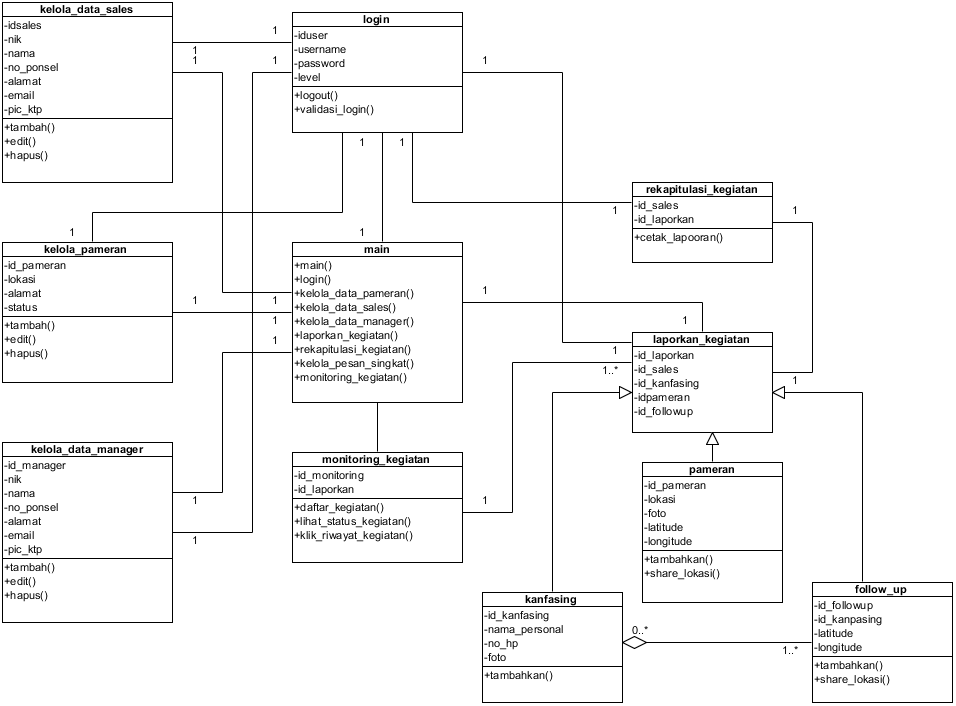 kelola_data_sales
-idsales
-nik
-nama
-no_ponsel
-alamat
-email
-pic_ktp
+tambah()
+edit()
+hapus()
1
1
1
1
login
-iduser
-username
-password
-level
+logout()
+validasi_login()
1
1
1
rekapitulasi_kegiatan
-id_sales
-id_laporkan
+cetak_lapooran()
1
1
1
1
kelola_pameran
-id_pameran
-lokasi
-alamat
-status
+tambah()
+edit()
+hapus()
1
1
1
1
main
+main()
+login()
+kelola_data_pameran()
+kelola_data_sales()
+kelola_data_manager()
+laporkan_kegiatan()
+rekapitulasi_kegiatan()
+kelola_pesan_singkat()
+monitoring_kegiatan()
1
1
1
1..*
laporkan_kegiatan
-id_laporkan
-id_sales
-id_kanfasing
-idpameran
-id_followup
1
kelola_data_manager
-id_manager
-nik
-nama
-no_ponsel
-alamat
-email
-pic_ktp
+tambah()
+edit()
+hapus()
1
1
monitoring_kegiatan
-id_monitoring
-id_laporkan
+daftar_kegiatan()
+lihat_status_kegiatan()
+klik_riwayat_kegiatan()
1
pameran
-id_pameran
-lokasi
-foto
-latitude
-longitude
+tambahkan()
+share_lokasi()
kanfasing
-id_kanfasing
-nama_personal
-no_hp
-foto
+tambahkan()
0..*
1..*
follow_up
-id_followup
-id_kanpasing
-latitude
-longitude
+tambahkan()
+share_lokasi()